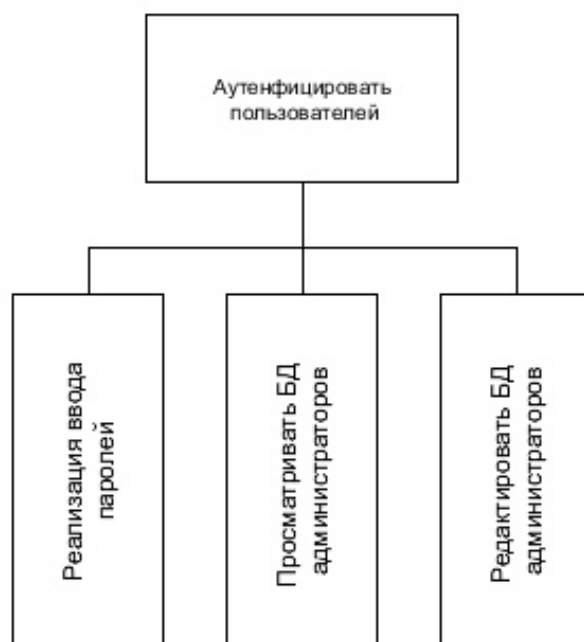 Аутенфицировать
пользователей
Реализация ввода
паролей
Просматривать БД
администраторов
Редактировать БД
администраторов